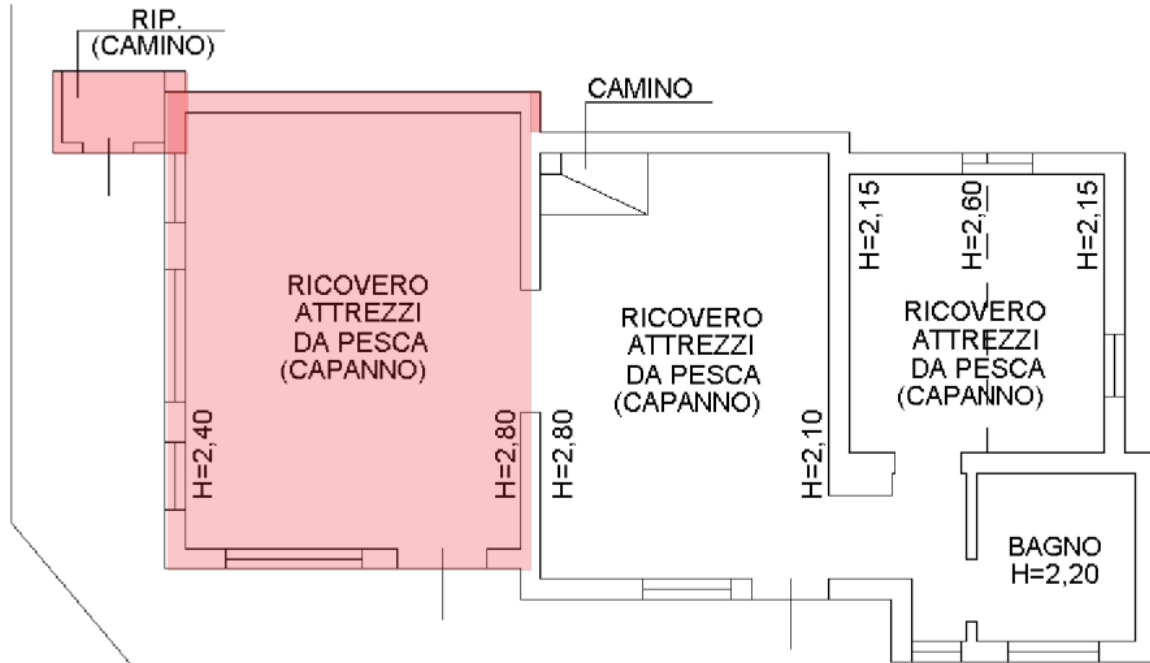 RIP.
(CAMINO)
CAMINO
RICOVERO
ATTREZZI
DA PESCA
(CAPANNO)
H=2,40
H=2,80
RICOVERO
ATTREZZI
DA PESCA
(CAPANNO)
H=2,80
H=2,10
H=2,15
H=2,60
H=2,15
RICOVERO
ATTREZZI
DA PESCA
(CAPANNO)
BAGNO
H=2,20